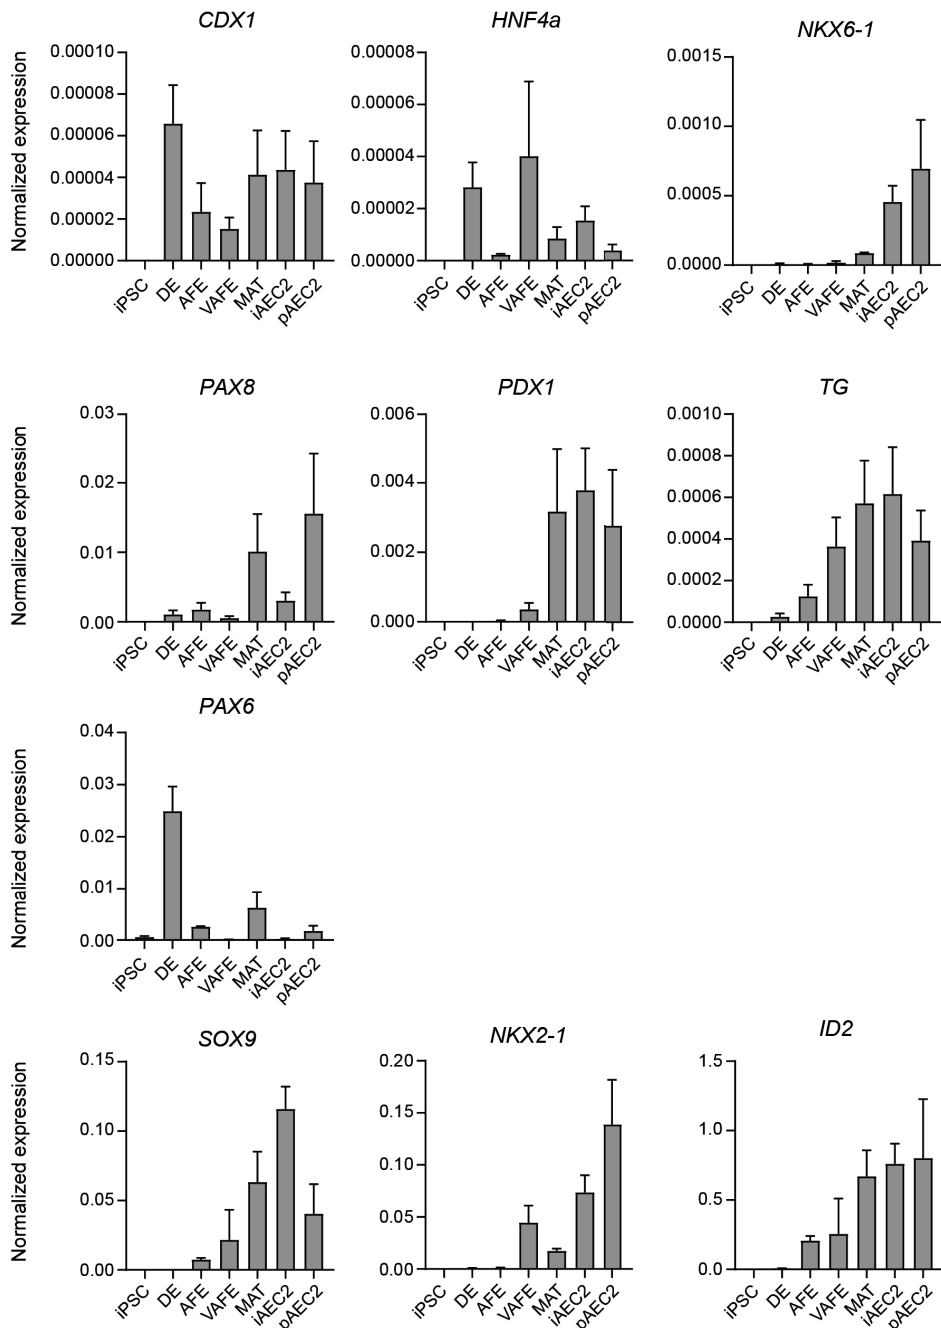 CDX1
Normalized expression
0.00010
0.00008
0.00006
0.00004
0.00002
0.00000
iPSC
DE
AFE
VAFE
MAT
iAEC2
pAEC2
HNF4a
0.00008
0.00006
0.00004
0.00002
0.00000
iPSC
DE
AFE
VAFE
MAT
iAEC2
pAEC2
NKX6-1
0.0015
0.0010
0.0005
0.0000
iPSC
DE
AFE
VAFE
MAT
iAEC2
pAEC2
PAX8
Normalized expression
0.03
0.02
0.01
0.00
iPSC
DE
AFE
VAFE
MAT
iAEC2
pAEC2
PDX1
0.006
0.004
0.002
0.000
iPSC
DE
AFE
VAFE
MAT
iAEC2
pAEC2
TG
0.0010
0.0008
0.0006
0.0004
0.0002
0.0000
iPSC
DE
AFE
VAFE
MAT
iAEC2
pAEC2
PAX6
Normalized expression
0.04
0.03
0.02
0.01
0.00
iPSC
DE
AFE
VAFE
MAT
iAEC2
pAEC2
SOX9
Normalized expression
0.15
0.10
0.05
0.00
iPSC
DE
AFE
VAFE
MAT
iAEC2
pAEC2
NKX2-1
0.20
0.15
0.10
0.05
0.00
iPSC
DE
AFE
VAFE
MAT
iAEC2
pAEC2
ID2
1.5
1.0
0.5
0.0
iPSC
DE
AFE
VAFE
MAT
iAEC2
pAEC2